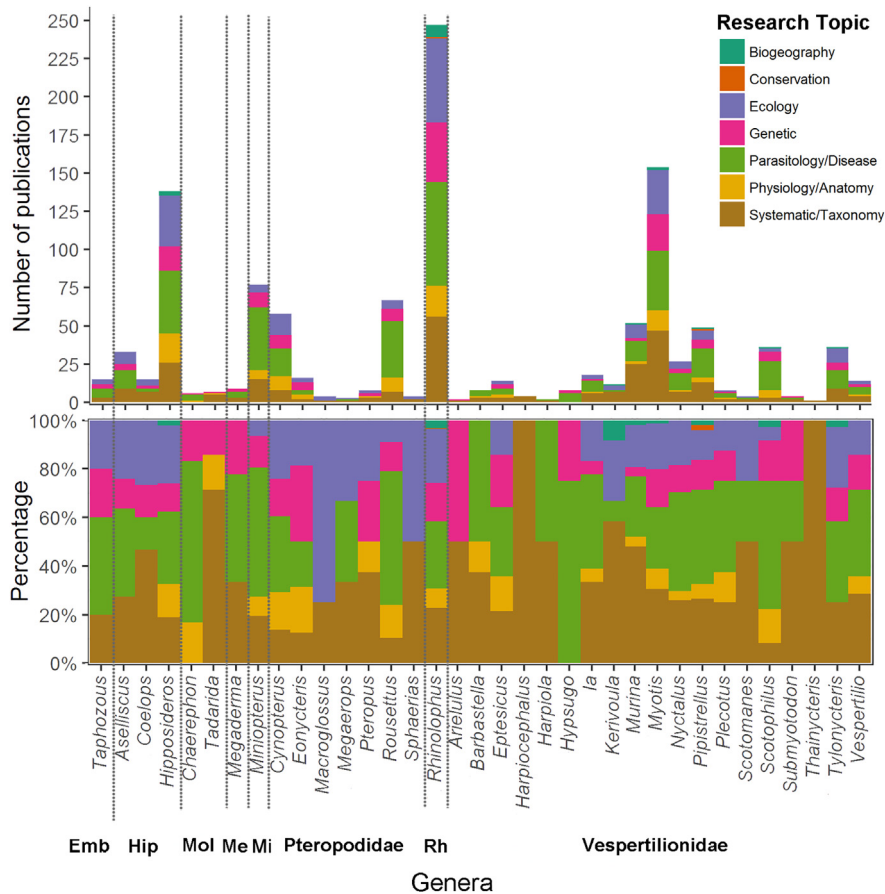 Research Topic
Biogeography
Conservation
Ecology
Genetic
Parasitology/Disease
Physiology/Anatomy
Systematic/Taxonomy
Number of publications
250
225
200
175
150
125
100
75
50
25
0
Percentage
100%
80%
60%
40%
20%
0%
Taphozous
Aselliscus
Coelops
Hipposideros
Chaerephon
Tadarida
Megaderma
Miniopterus
Cynopterus
Eonycteris
Macroglossus
Megaerops
Pteropus
Rousettus
Sphaerias
Rhinolophus
Arielulus
Barbastella
Eptesicus
Harpiocephalus
Harpiola
Hypsugo
Ia
Kerivoula
Murina
Myotis
Nyctalus
Pipistrellus
Plecotus
Scotomanes
Scotophilus
Submyotodon
Thainycteris
Tylonycteris
Vespertilio
Emb Hip Mol Me Mi Pteropodidae Rh Vespertilionidae
Genera